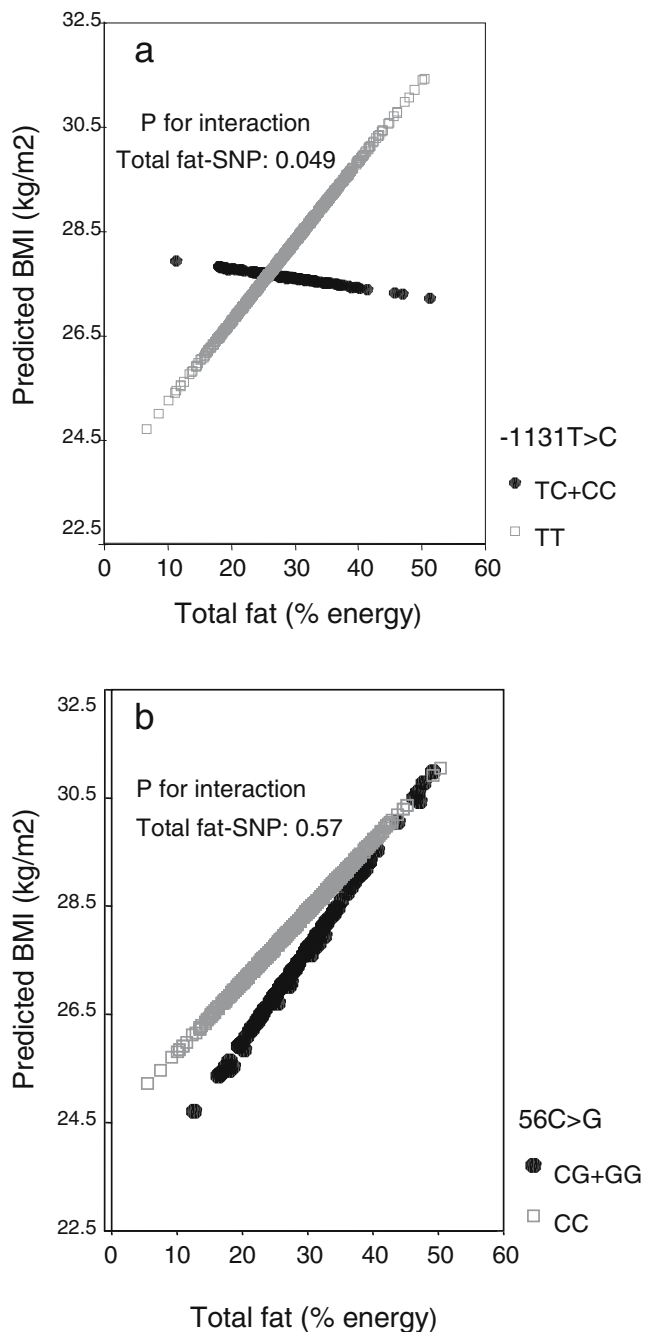 a
P for interaction
Total fat-SNP: 0.049
Predicted BMI (kg/m2)
32.5
30.5
28.5
26.5
24.5
22.5
0 10 20 30 40 50 60
Total fat (% energy)
-1131T>C
TC+CC
TT
b
P for interaction
Total fat-SNP: 0.57
Predicted BMI (kg/m2)
32.5
30.5
28.5
26.5
24.5
22.5
0 10 20 30 40 50 60
Total fat (% energy)
56C>G
CG+GG
CC